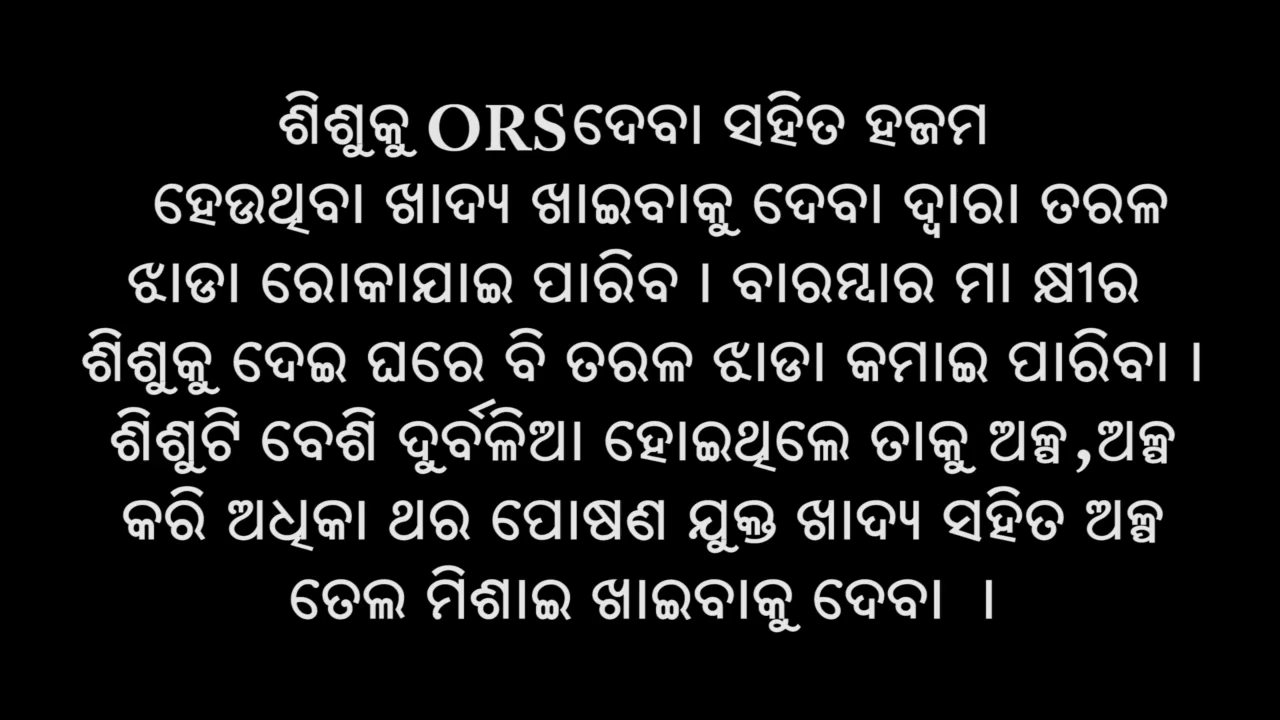 ଶିଶୁକୁ ORSଦେବା ସହିତ ହଜମ
ହେଉଥିବା ଖାଦ୍ୟ ଖାଇବାକୁ ଦେବା ଦ୍ୱାରା ତରଳ
ଝାଡା ରୋକାଯାଇ ପାରିବ । ବାରମ୍ବାର ମା କ୍ଷୀର
ଶିଶୁକୁ ଦେଇ ଘରେ ବି ତରଳ ଝାଡା କମାଇ ପାରିବା ।
ଶିଶୁଟି ବେଶି ଦୁର୍ବଳିଆ ହୋଇଥିଲେ ତାକୁ ଅଳ୍ପ,ଅଳ୍ପ
କରି ଅଧିକା ଥର ପୋଷଣ ଯୁକ୍ତ ଖାଦ୍ୟ ସହିତ ଅଳ୍ପ
ତେଲ ମିଶାଇ ଖାଇବାକୁ ଦେବା ।